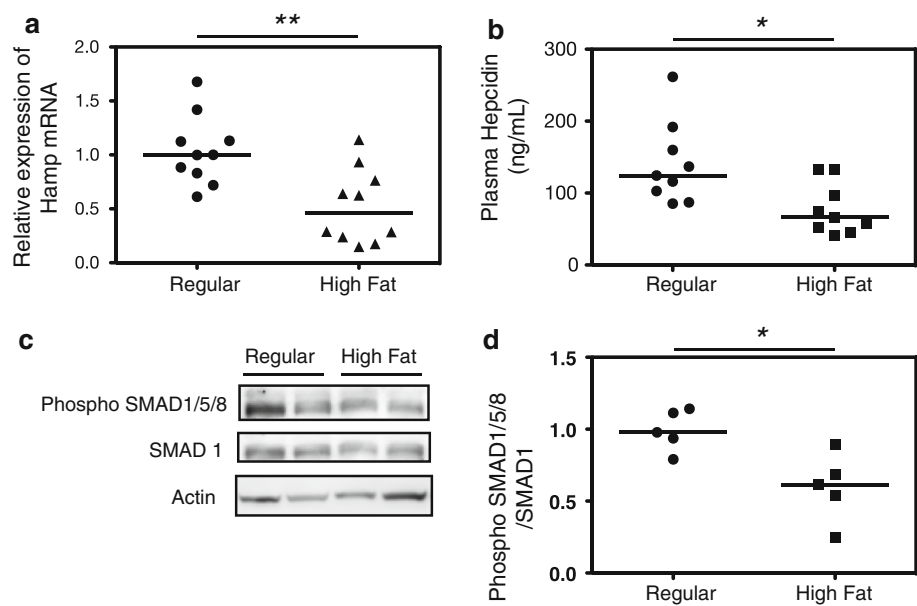 a
**
Relative expression of
Hamp mRNA
2.0
1.5
1.0
0.5
0.0
Regular
High Fat
b
*
Plasma Hepcidin
(ng/mL)
300
200
100
0
Regular
High Fat
c
Regular
High Fat
Phospho SMAD1/5/8
SMAD 1
Actin
d
*
Phospho SMAD1/5/8
/SMAD1
1.5
1.0
0.5
0.0
Regular
High Fat